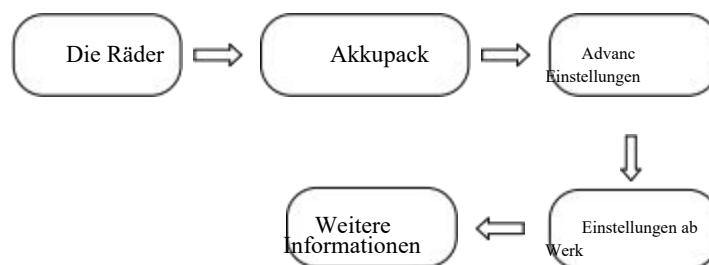 Die Räder
Akkupack
Advanc
Einstellungen
Einstellungen ab
Werk
Weitere
Informationen